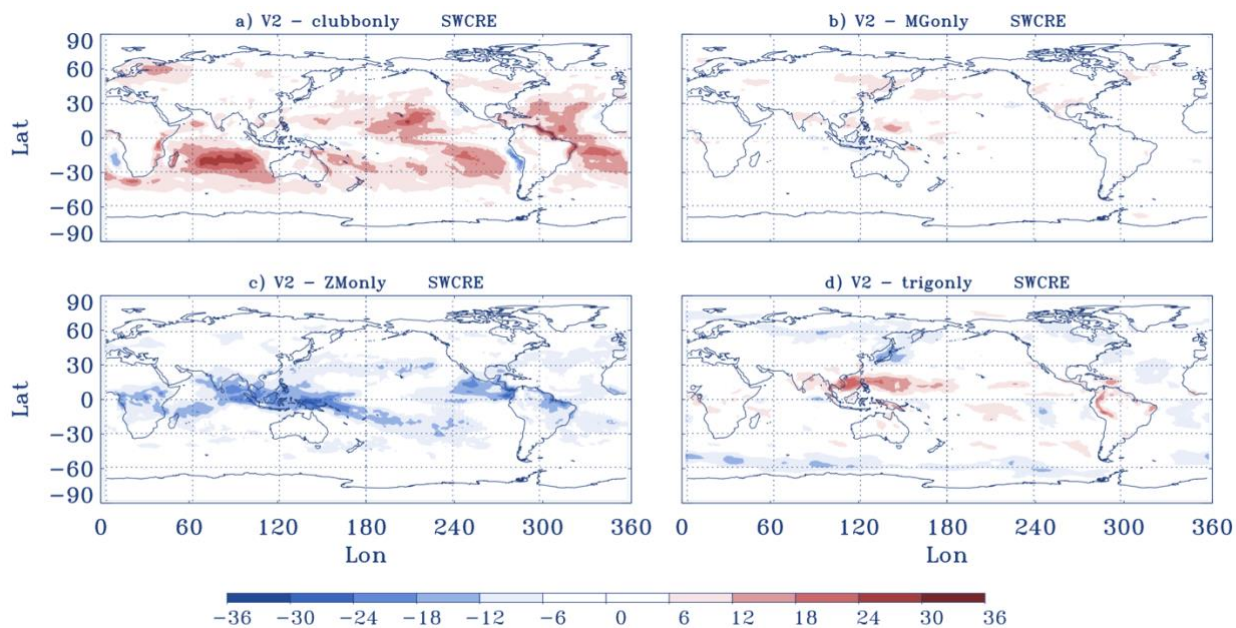 a) V2 − clubbonly SWCRE
b) V2 − MGonly SWCRE
90
60
30
0
−30
−60
−90
Lat
c) V2 − ZMonly SWCRE
d) V2 − trigonly SWCRE
90
60
30
0
−30
−60
−90
Lat
0 60 120 180 240 300 360
0 60 120 180 240 300 360
Lon
Lon
−36 −30 −24 −18 −12 −6 0 6 12 18 24 30 36